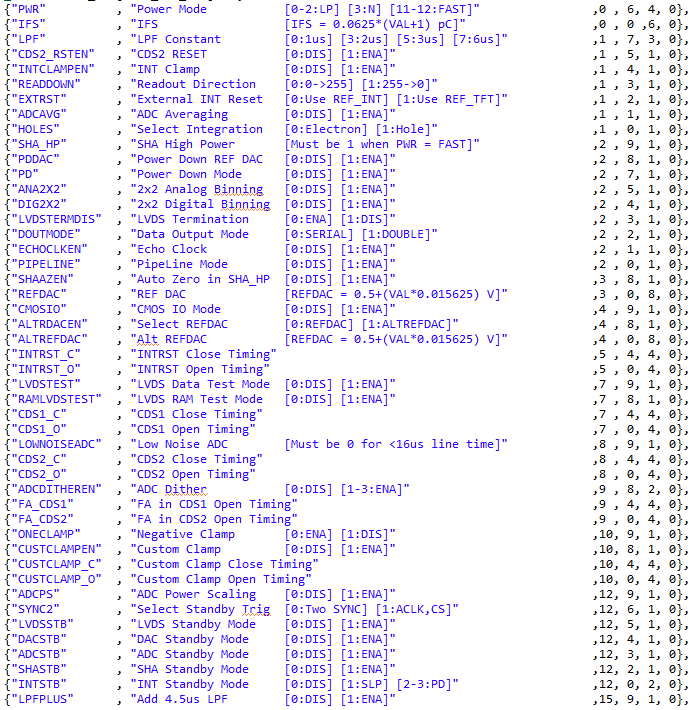 {"PWR"        , "Power Mode          [0-2:LP] [3:N] [11-12:FAST]"    ,0 , 6, 4, 0},
{"IFS"        , "IFS                 [IFS = 0.0625*(VAL+1) pC]"      ,0 , 0 ,6, 0},
{"LPF"        , "LPF Constant        [0:1us] [3:2us] [5:3us] [7:6us]" ,1 , 7, 3, 0},
{"CDS2_RSTEN" , "CDS2 RESET          [0:DIS] [1:ENA]"                ,1 , 5, 1, 0},
{"INTCLAMPEN" , "INT Clamp           [0:DIS] [1:ENA]"                ,1 , 4, 1, 0},
{"READDOWN"   , "Readout Direction   [0:0->255] [1:255->0]"          ,1 , 3, 1, 0},
{"EXTRST"     , "External INT Reset  [0:Use REF_INT] [1:Use REF_TFT]" ,1 , 2, 1, 0},
{"ADCAVG"     , "ADC Averaging       [0:DIS] [1:ENA]"                ,1 , 1, 1, 0},
{"HOLES"      , "Select Integration  [0:Electron] [1:Hole]"          ,1 , 0, 1, 0},
{"SHA_HP"     , "SHA High Power      [Must be 1 when PWR = FAST]"    ,2 , 9, 1, 0},
{"PDDAC"      , "Power Down REF DAC  [0:DIS] [1:ENA]"                ,2 , 8, 1, 0},
{"PD"         , "Power Down Mode     [0:DIS] [1:ENA]"                ,2 , 7, 1, 0},
{"ANA2X2"     , "2x2 Analog Binning  [0:DIS] [1:ENA]"                ,2 , 5, 1, 0},
{"DIG2X2"     , "2x2 Digital Binning [0:DIS] [1:ENA]"                ,2 , 4, 1, 0},
{"LVDSTERMDIS", "LVDS Termination    [0:ENA] [1:DIS]"                ,2 , 3, 1, 0},
{"DOUTMODE"   , "Data Output Mode    [0:SERIAL] [1:DOUBLE]"          ,2 , 2, 1, 0},
{"ECHOCLKEN"  , "Echo Clock          [0:DIS] [1:ENA]"                ,2 , 1, 1, 0},
{"PIPELINE"   , "PipeLine Mode       [0:DIS] [1:ENA]"                ,2 , 0, 1, 0},
{"SHAAZEN"    , "Auto Zero in SHA_HP [0:DIS] [1:ENA]"                ,3 , 8, 1, 0},
{"REFDAC"     , "REF DAC             [REFDAC = 0.5+(VAL*0.015625) V]" ,3 , 0, 8, 0},
{"CMOSIO"     , "CMOS IO Mode        [0:DIS] [1:ENA]"                ,4 , 9, 1, 0},
{"ALTRDACEN"  , "Select REFDAC       [0:REFDAC] [1:ALTREFDAC]"       ,4 , 8, 1, 0},
{"ALTREFDAC"  , "Alt REFDAC          [REFDAC = 0.5+(VAL*0.015625) V]" ,4 , 0, 8, 0},
{"INTRST_C"   , "INTRST Close Timing"                                ,5 , 4, 4, 0},
{"INTRST_O"   , "INTRST Open Timing"                                 ,5 , 0, 4, 0},
{"LVDSTEST"   , "LVDS Data Test Mode [0:DIS] [1:ENA]"                ,7 , 9, 1, 0},
{"RAMLVDSTEST", "LVDS RAM Test Mode  [0:DIS] [1:ENA]"                ,7 , 8, 1, 0},
{"CDS1_C"     , "CDS1 Close Timing"                                  ,7 , 4, 4, 0},
{"CDS1_O"     , "CDS1 Open Timing"                                   ,7 , 0, 4, 0},
{"LOWNOISEADC", "Low Noise ADC       [Must be 0 for <16us line time]" ,8 , 9, 1, 0},
{"CDS2_C"     , "CDS2 Close Timing"                                  ,8 , 4, 4, 0},
{"CDS2_O"     , "CDS2 Open Timing"                                   ,8 , 0, 4, 0},
{"ADCDITHEREN", "ADC Dither          [0:DIS] [1-3:ENA]"              ,9 , 8, 2, 0},
{"FA_CDS1"    , "FA in CDS1 Open Timing"                             ,9 , 4, 4, 0},
{"FA_CDS2"    , "FA in CDS2 Open Timing"                             ,9 , 0, 4, 0},
{"ONECLAMP"   , "Negative Clamp      [0:ENA] [1:DIS]"                ,10, 9, 1, 0},
{"CUSTCLAMPEN", "Custom Clamp        [0:DIS] [1:ENA]"                ,10, 8, 1, 0},
{"CUSTCLAMP_C", "Custom Clamp Close Timing"                          ,10, 4, 4, 0},
{"CUSTCLAMP_O", "Custom Clamp Open Timing"                           ,10, 0, 4, 0},
{"ADCPS"      , "ADC Power Scaling   [0:DIS] [1:ENA]"                ,12, 9, 1, 0},
{"SYNC2"      , "Select Standby Trig [0:Two SYNC] [1:ACLK,CS]"       ,12, 6, 1, 0},
{"LVDSSTB"    , "LVDS Standby Mode   [0:DIS] [1:ENA]"                ,12, 5, 1, 0},
{"DACSTB"     , "DAC Standby Mode    [0:DIS] [1:ENA]"                ,12, 4, 1, 0},
{"ADCSTB"     , "ADC Standby Mode    [0:DIS] [1:ENA]"                ,12, 3, 1, 0},
{"SHASTB"     , "SHA Standby Mode    [0:DIS] [1:ENA]"                ,12, 2, 1, 0},
{"INTSTB"     , "INT Standby Mode    [0:DIS] [1:SLP] [2-3:PD]"       ,12, 0, 2, 0},
{"LPFPLUS"    , "Add 4.5us LPF       [0:DIS] [1:ENA]"                ,15, 9, 1, 0},